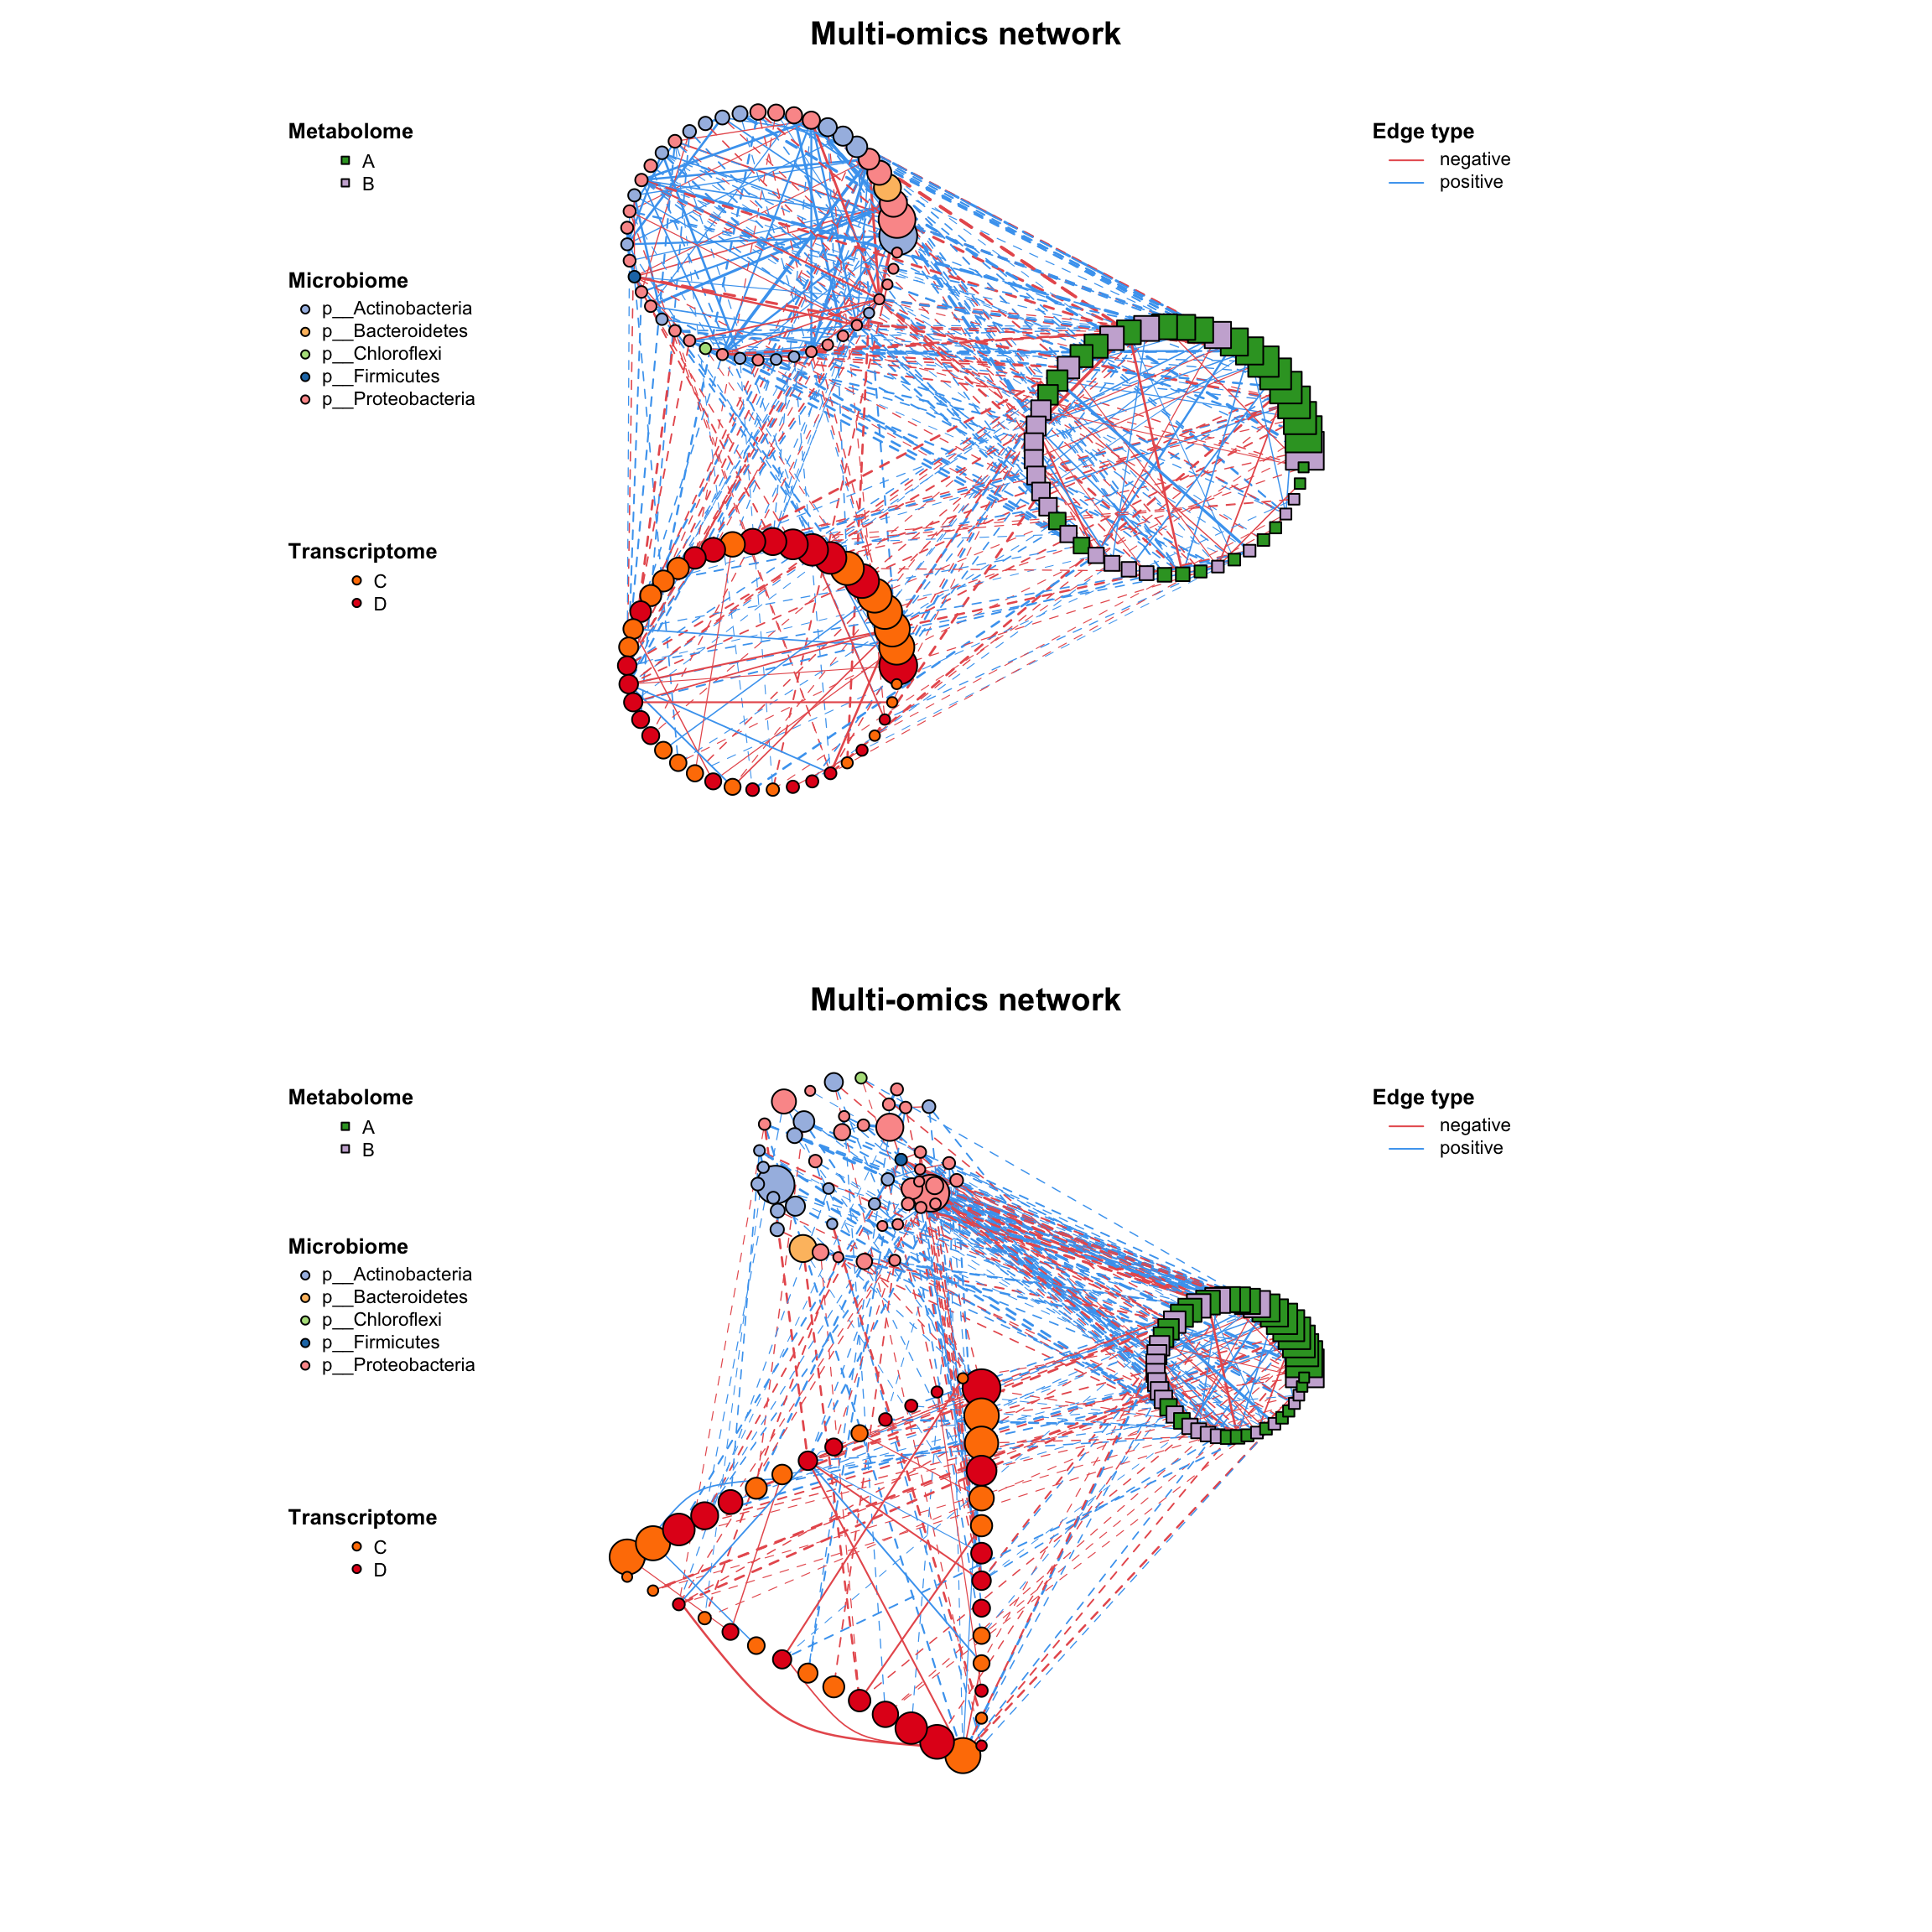 Multi-omics network
Metabolome
A
B
Microbiome
p__Actinobacteria
p__Bacteroidetes
p__Chloroflexi
p__Firmicutes
p__Proteobacteria
Transcriptome
C
D
Edge type
negative
positive
Multi-omics network
Metabolome
A
B
Microbiome
p__Actinobacteria
p__Bacteroidetes
p__Chloroflexi
p__Firmicutes
p__Proteobacteria
Transcriptome
C
D
Edge type
negative
positive